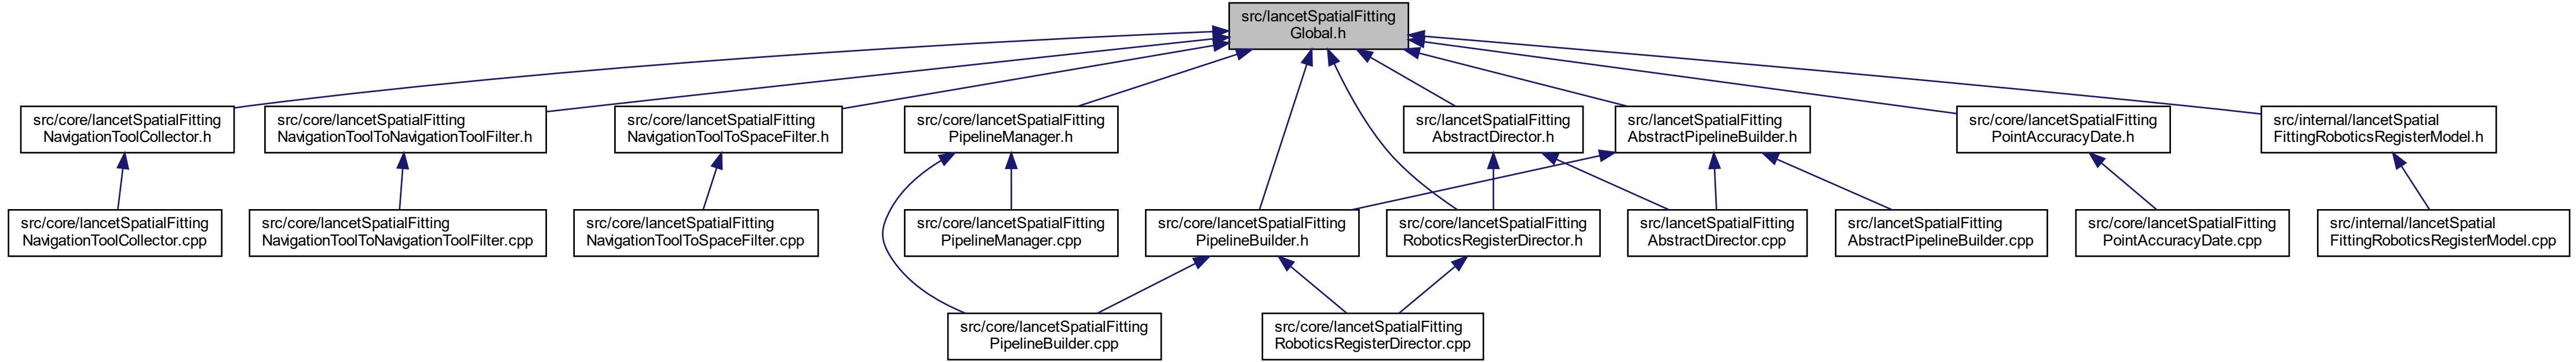 src/lancetSpatialFitting
Global.h
src/core/lancetSpatialFitting
NavigationToolCollector.h
src/core/lancetSpatialFitting
NavigationToolToNavigationToolFilter.h
src/core/lancetSpatialFitting
NavigationToolToSpaceFilter.h
src/core/lancetSpatialFitting
PipelineManager.h
src/lancetSpatialFitting
AbstractDirector.h
src/lancetSpatialFitting
AbstractPipelineBuilder.h
src/core/lancetSpatialFitting
PointAccuracyDate.h
src/internal/lancetSpatial
FittingRoboticsRegisterModel.h
src/core/lancetSpatialFitting
NavigationToolCollector.cpp
src/core/lancetSpatialFitting
NavigationToolToNavigationToolFilter.cpp
src/core/lancetSpatialFitting
NavigationToolToSpaceFilter.cpp
src/core/lancetSpatialFitting
PipelineManager.cpp
src/core/lancetSpatialFitting
PipelineBuilder.h
src/core/lancetSpatialFitting
RoboticsRegisterDirector.h
src/lancetSpatialFitting
AbstractDirector.cpp
src/lancetSpatialFitting
AbstractPipelineBuilder.cpp
src/core/lancetSpatialFitting
PointAccuracyDate.cpp
src/internal/lancetSpatial
FittingRoboticsRegisterModel.cpp
src/core/lancetSpatialFitting
PipelineBuilder.cpp
src/core/lancetSpatialFitting
RoboticsRegisterDirector.cpp